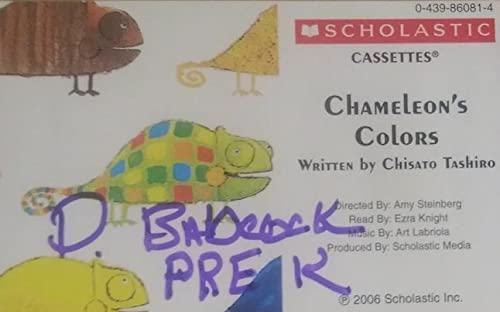 0-439-86081-4
SCHOLASTIC
CASSETTES®
CHAMELEON'S
COLORS
WRITTEN BY CHISATO TASHIRO
Directed By: Amy Steinberg
Read By: Ezra Knight
Music By: Art Labriola
Produced By: Scholastic Media
D. BABCOCK
PRE K
℗ 2006 Scholastic Inc.